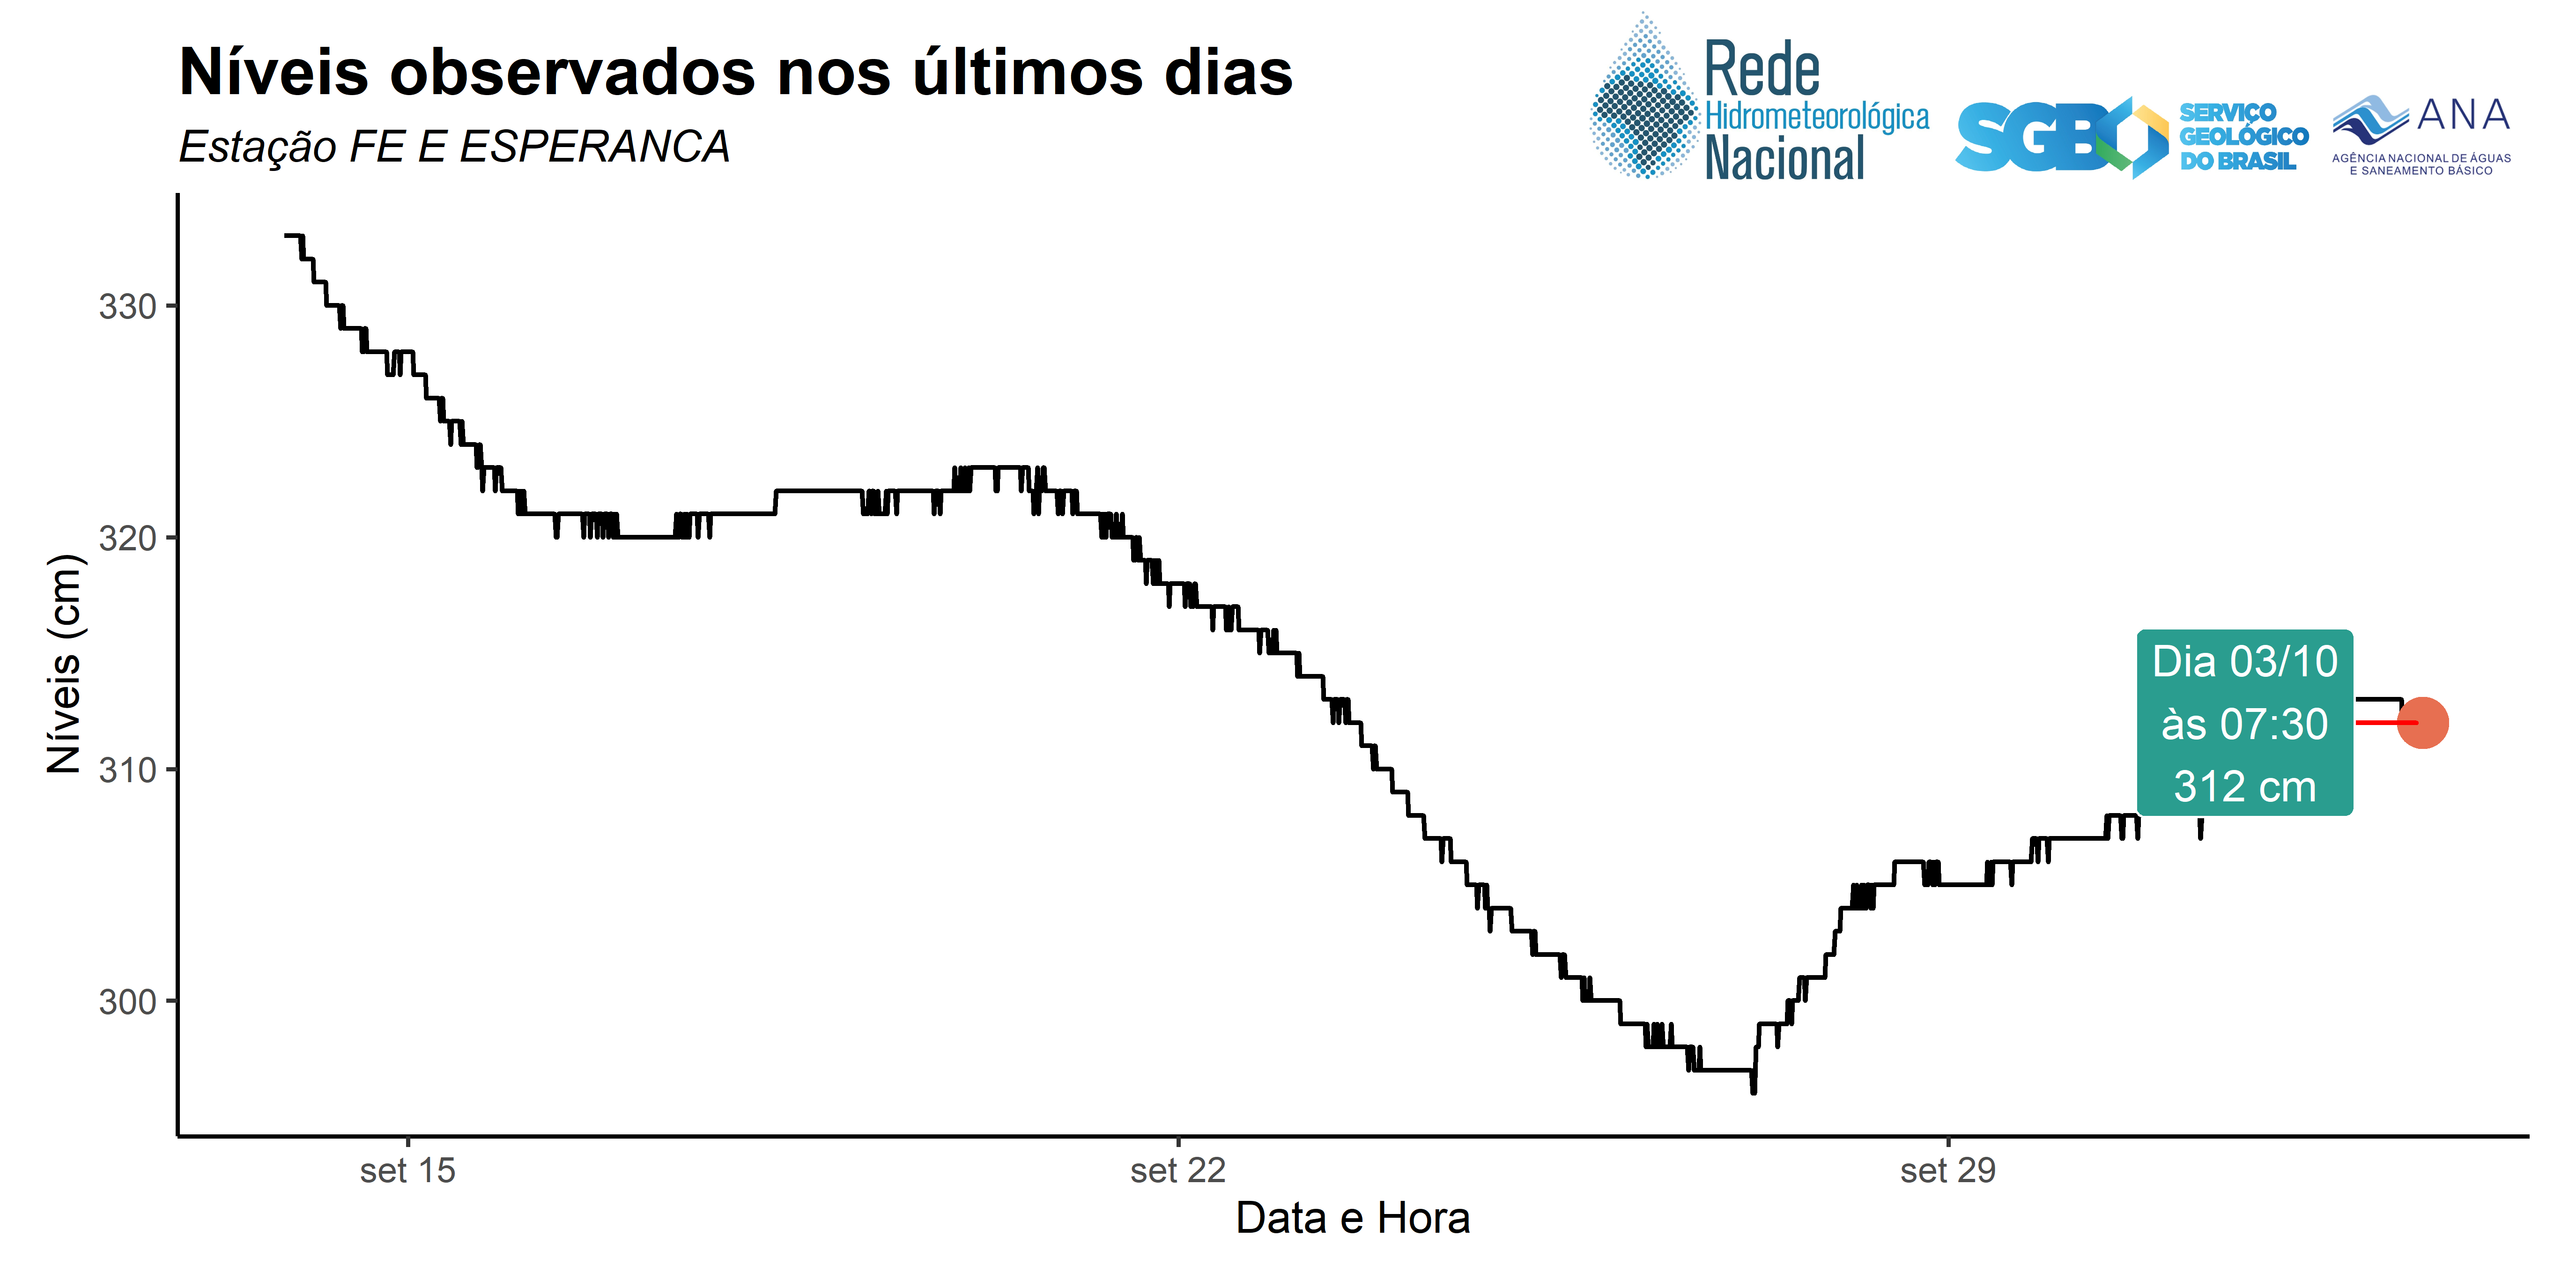 Níveis observados nos últimos dias
Estação FE E ESPERANCA
Rede
Hidrometeorológica
Nacional
SGB
SERVIÇO
GEOLÓGICO
DO BRASIL
ANA
AGÊNCIA NACIONAL DE ÁGUAS
E SANEAMENTO BÁSICO
Níveis (cm)
330
320
310
300
Dia 03/10
às 07:30
312 cm
set 15
set 22
set 29
Data e Hora